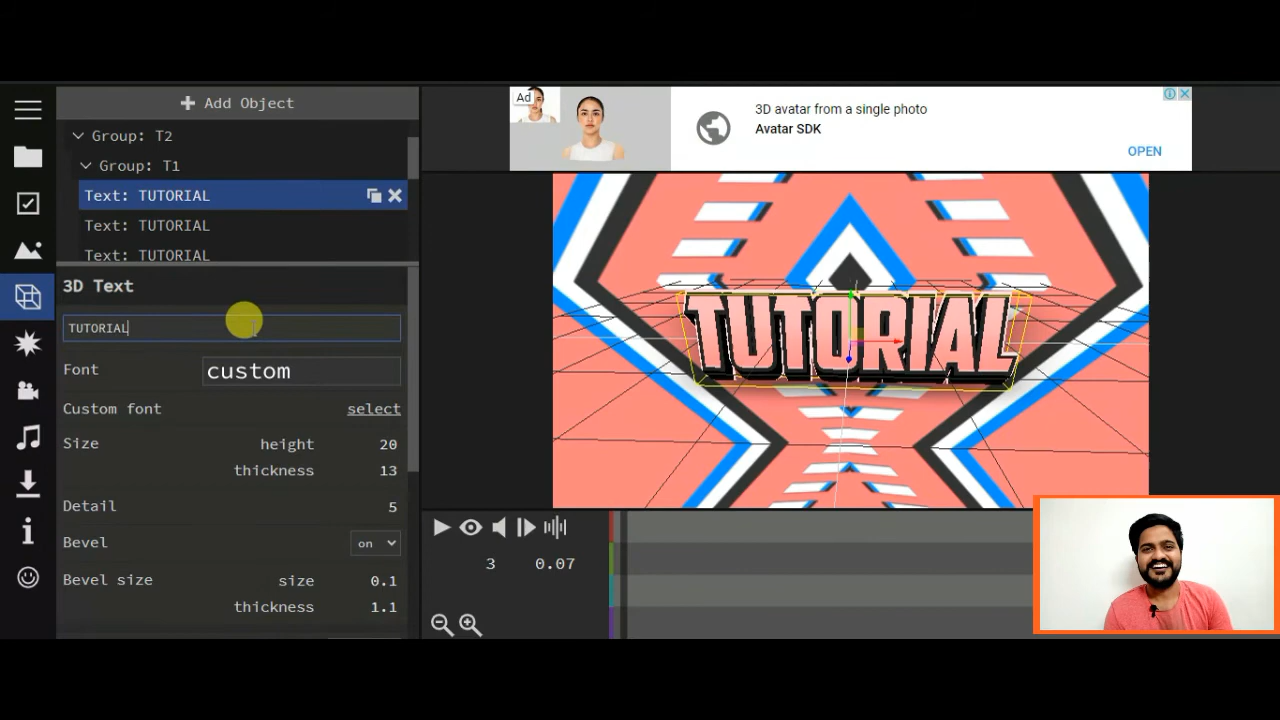 Add Object
Group: T2
Group: T1
Text: TUTORIAL
Text: TUTORIAL
Text: TUTORIAL
3D Text
TUTORIAL
Font custom
Custom font select
Size height 20
thickness 13
Detail 5
Bevel on
Bevel size size 0.1
thickness 1.1
Ad
3D avatar from a single photo
Avatar SDK
OPEN
TUTORIAL
3 0.07